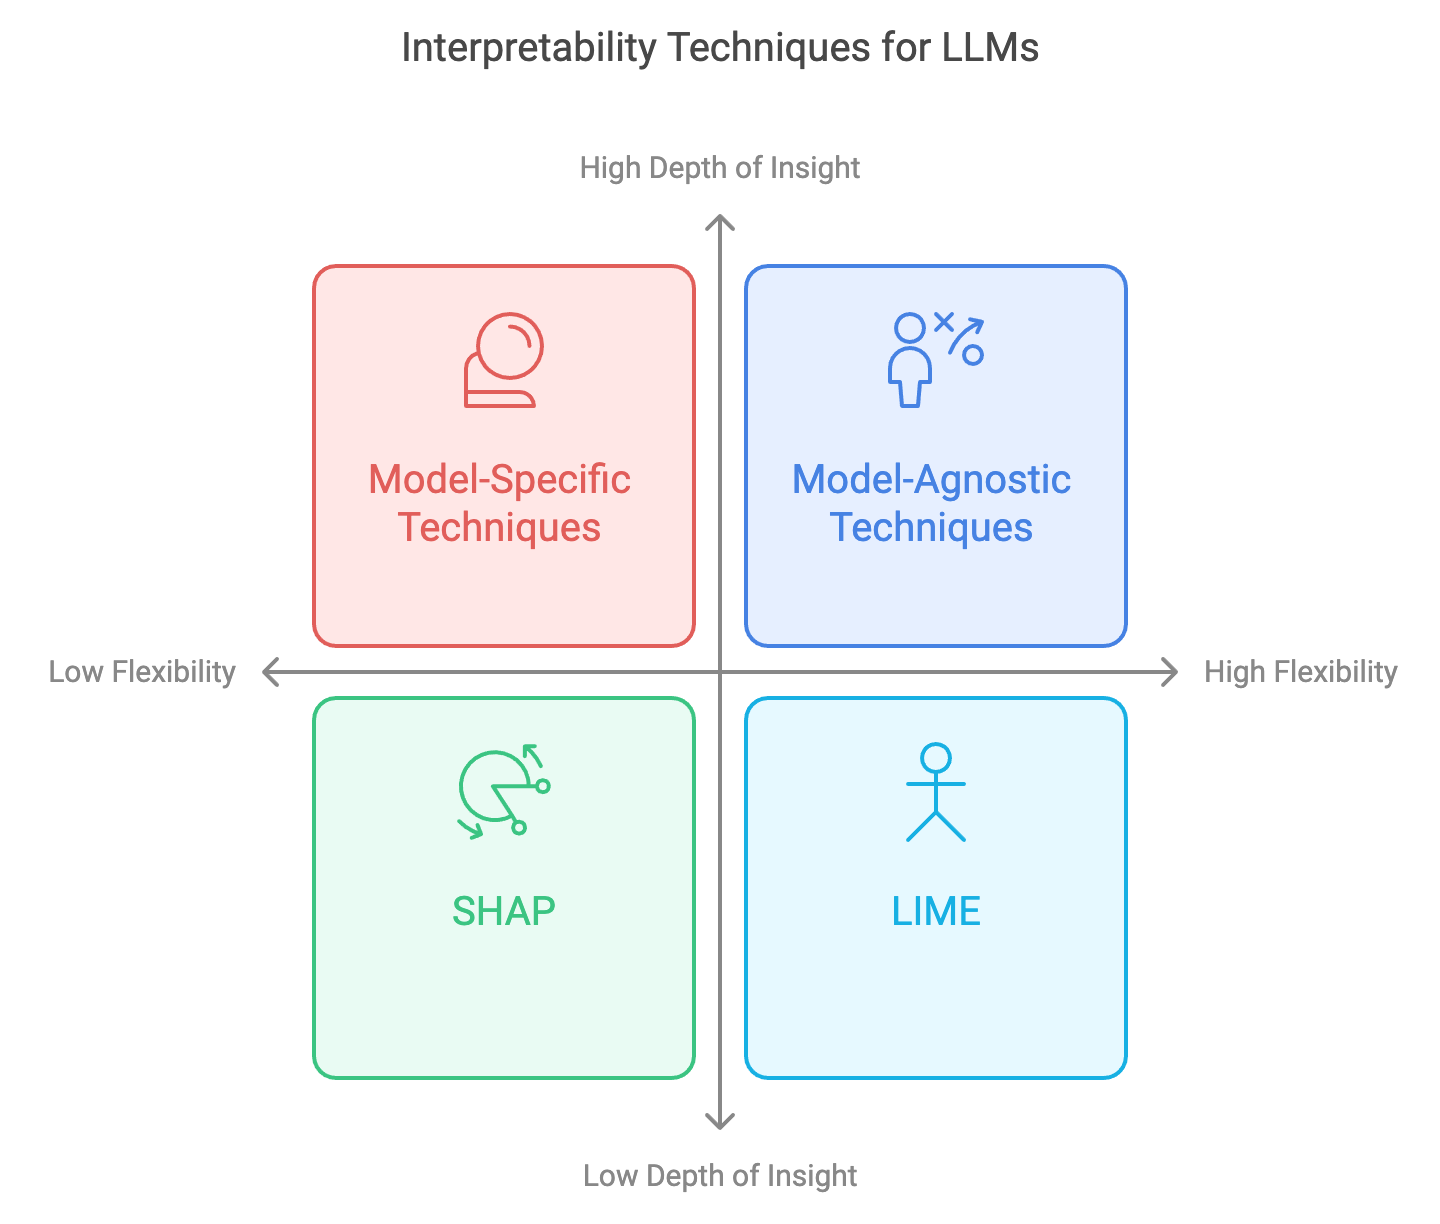 Interpretability Techniques for LLMs
High Depth of Insight
Model-Specific
Techniques
Model-Agnostic
Techniques
Low Flexibility
High Flexibility
SHAP
LIME
Low Depth of Insight